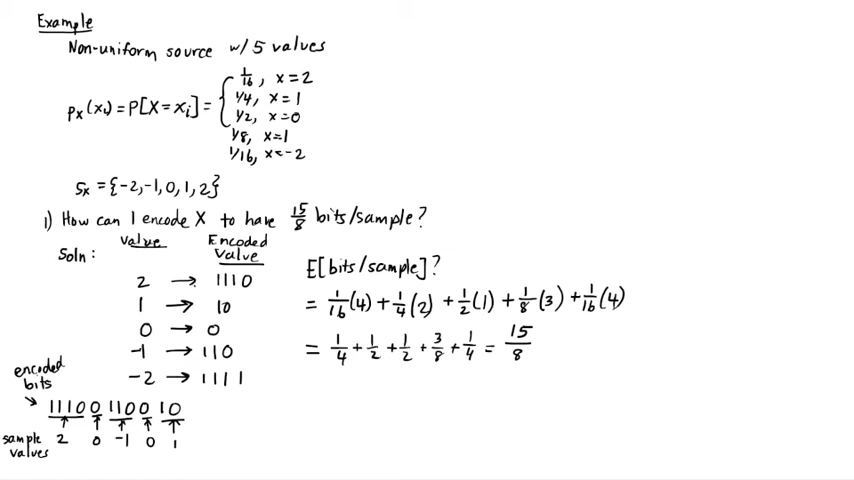 Example
Non-uniform source w/ 5 values
1/16, x=2
1/4, x=1
pX(xi) = P[X=xi] =
1/2, x=0
1/8, x=1
1/16, x=-2
SX = {-2,-1,0,1,2}
1) How can I encode X to have 15/8 bits/sample?
Soln:
Value Encoded Value
2 → 1110
1 → 10
0 → 0
-1 → 110
-2 → 1111
E[bits/sample]?
= 1/16(4) + 1/4(2) + 1/2(1) + 1/8(3) + 1/16(4)
= 1/4 + 1/2 + 1/2 + 3/8 + 1/4 = 15/8
encoded bits
1110 0 110 0 10
sample values
2 0 -1 0 1